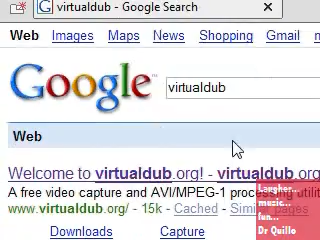 virtualdub - Google Search
Web Images Maps News Shopping Gmail
Google
virtualdub
Web
Welcome to virtualdub.org! - virtualdub.org
A free video capture and AVI/MPEG-1 processing utilit
www.virtualdub.org/ - 15k - Cached - Similar pages
Downloads Capture
Laugher...
music...
fun...
Dr Quillo